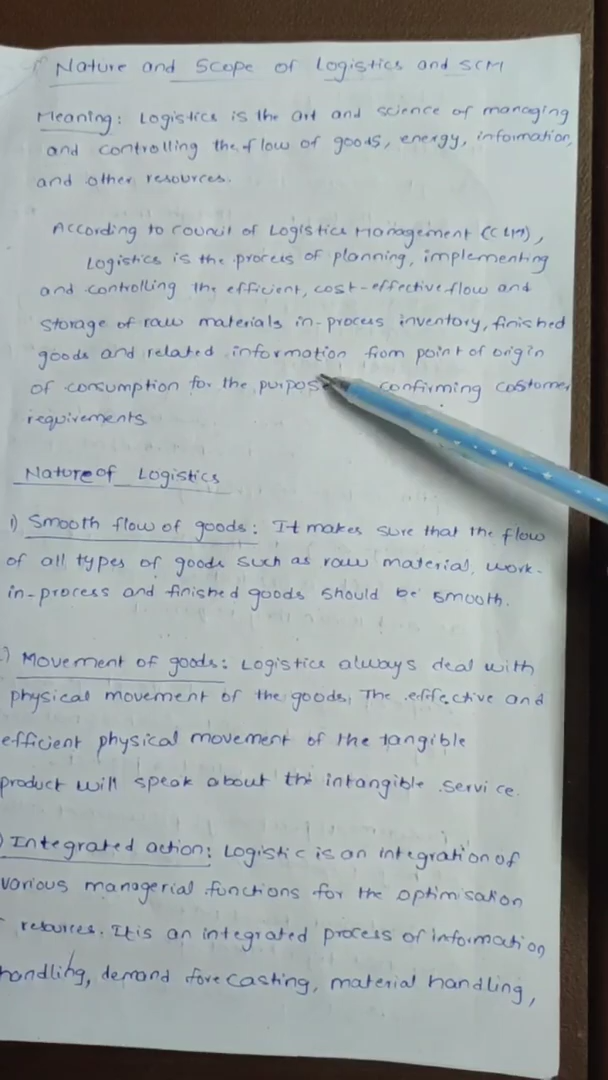 Nature and Scope of Logistics and SCM
Meaning: Logistics is the art and science of managing
and controlling the flow of goods, energy, information,
and other resources.
According to Council of Logistics Management (CLM),
Logistics is the process of planning, implementing
and controlling the efficient, cost-effective flow and
storage of raw materials in-process inventory, finished
goods and related information from point of origin
of consumption for the confirming costomer
requirements.
Nature of Logistics
1) Smooth flow of goods: It makes sure that the flow
of all types of goods such as raw material, work-
in-process and finished goods should be smooth.
) Movement of goods: Logistics always deal with
physical movement of the goods, The effective and
efficient physical movement of the tangible
product will speak about the intangible service.
) Integrated action: Logistic is an integration of
various managerial functions for the optimisation
resources. It is an integrated process of information
handling, demand forecasting, material handling,